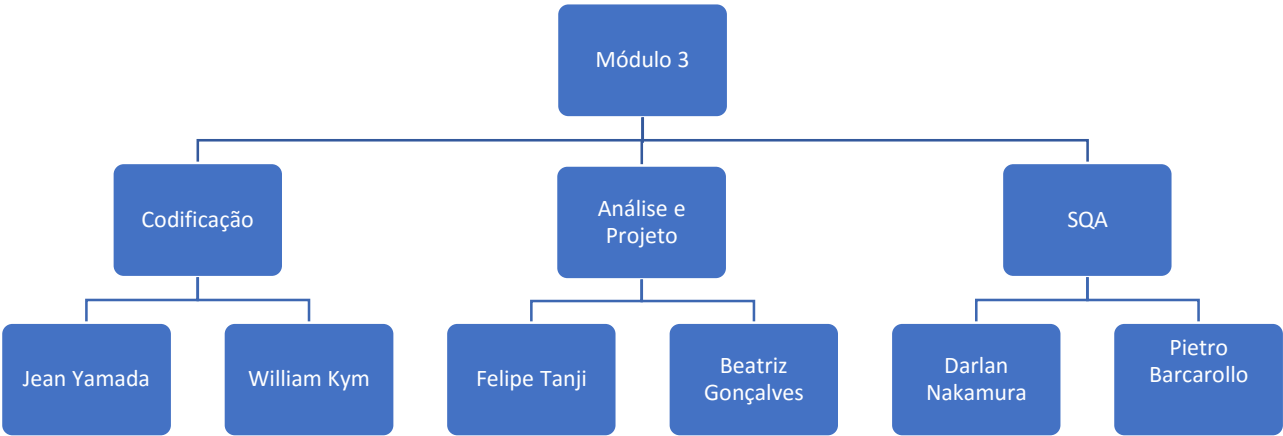 Módulo 3
Codificação
Análise e
Projeto
SQA
Jean Yamada
William Kym
Felipe Tanji
Beatriz
Gonçalves
Darlan
Nakamura
Pietro
Barcarollo